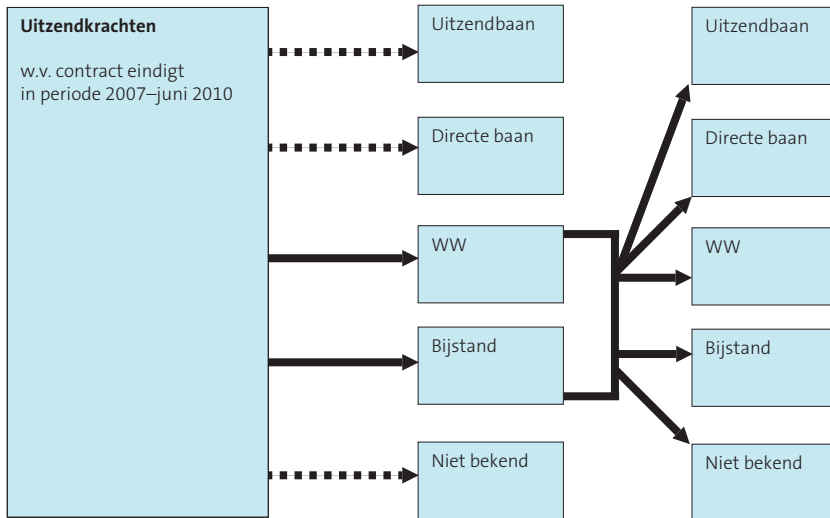 Uitzendkrachten
w.v. contract eindigt
in periode 2007–juni 2010
Uitzendbaan
Directe baan
WW
Bijstand
Niet bekend
Uitzendbaan
Directe baan
WW
Bijstand
Niet bekend